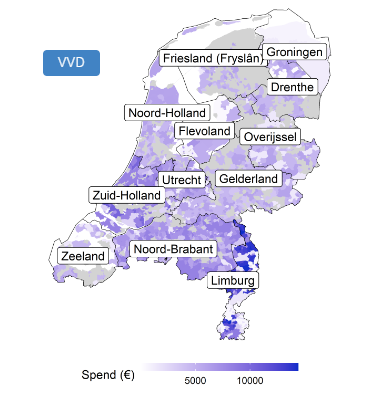 VVD
Friesland (Fryslân)
Groningen
Drenthe
Noord-Holland
Flevoland
Overijssel
Utrecht
Gelderland
Zuid-Holland
Noord-Brabant
Zeeland
Limburg
Spend (€)
5000 10000